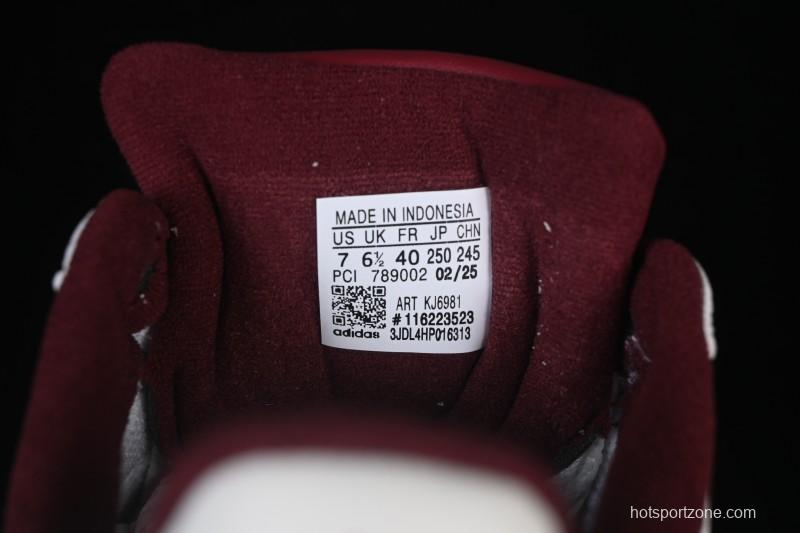 MADE IN INDONESIA
US UK FR JP CHN
7 6½ 40 250 245
PCI 789002 02/25
ART KJ6981
#116223523
adidas 3JDL4HP016313
hotsportzone.com